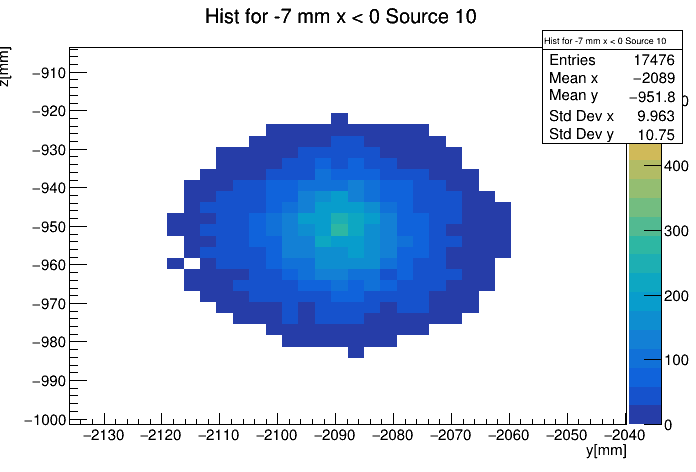 Hist for -7 mm x < 0 Source 10
z[mm]
Hist for -7 mm x < 0 Source 10
Entries 17476
Mean x −2089
Mean y −951.8
Std Dev x 9.963
Std Dev y 10.75
−910
−920
−930
−940
−950
−960
−970
−980
−990
−1000
−2130 −2120 −2110 −2100 −2090 −2080 −2070 −2060 −2050 −2040
y[mm]
0
400
300
200
100
0